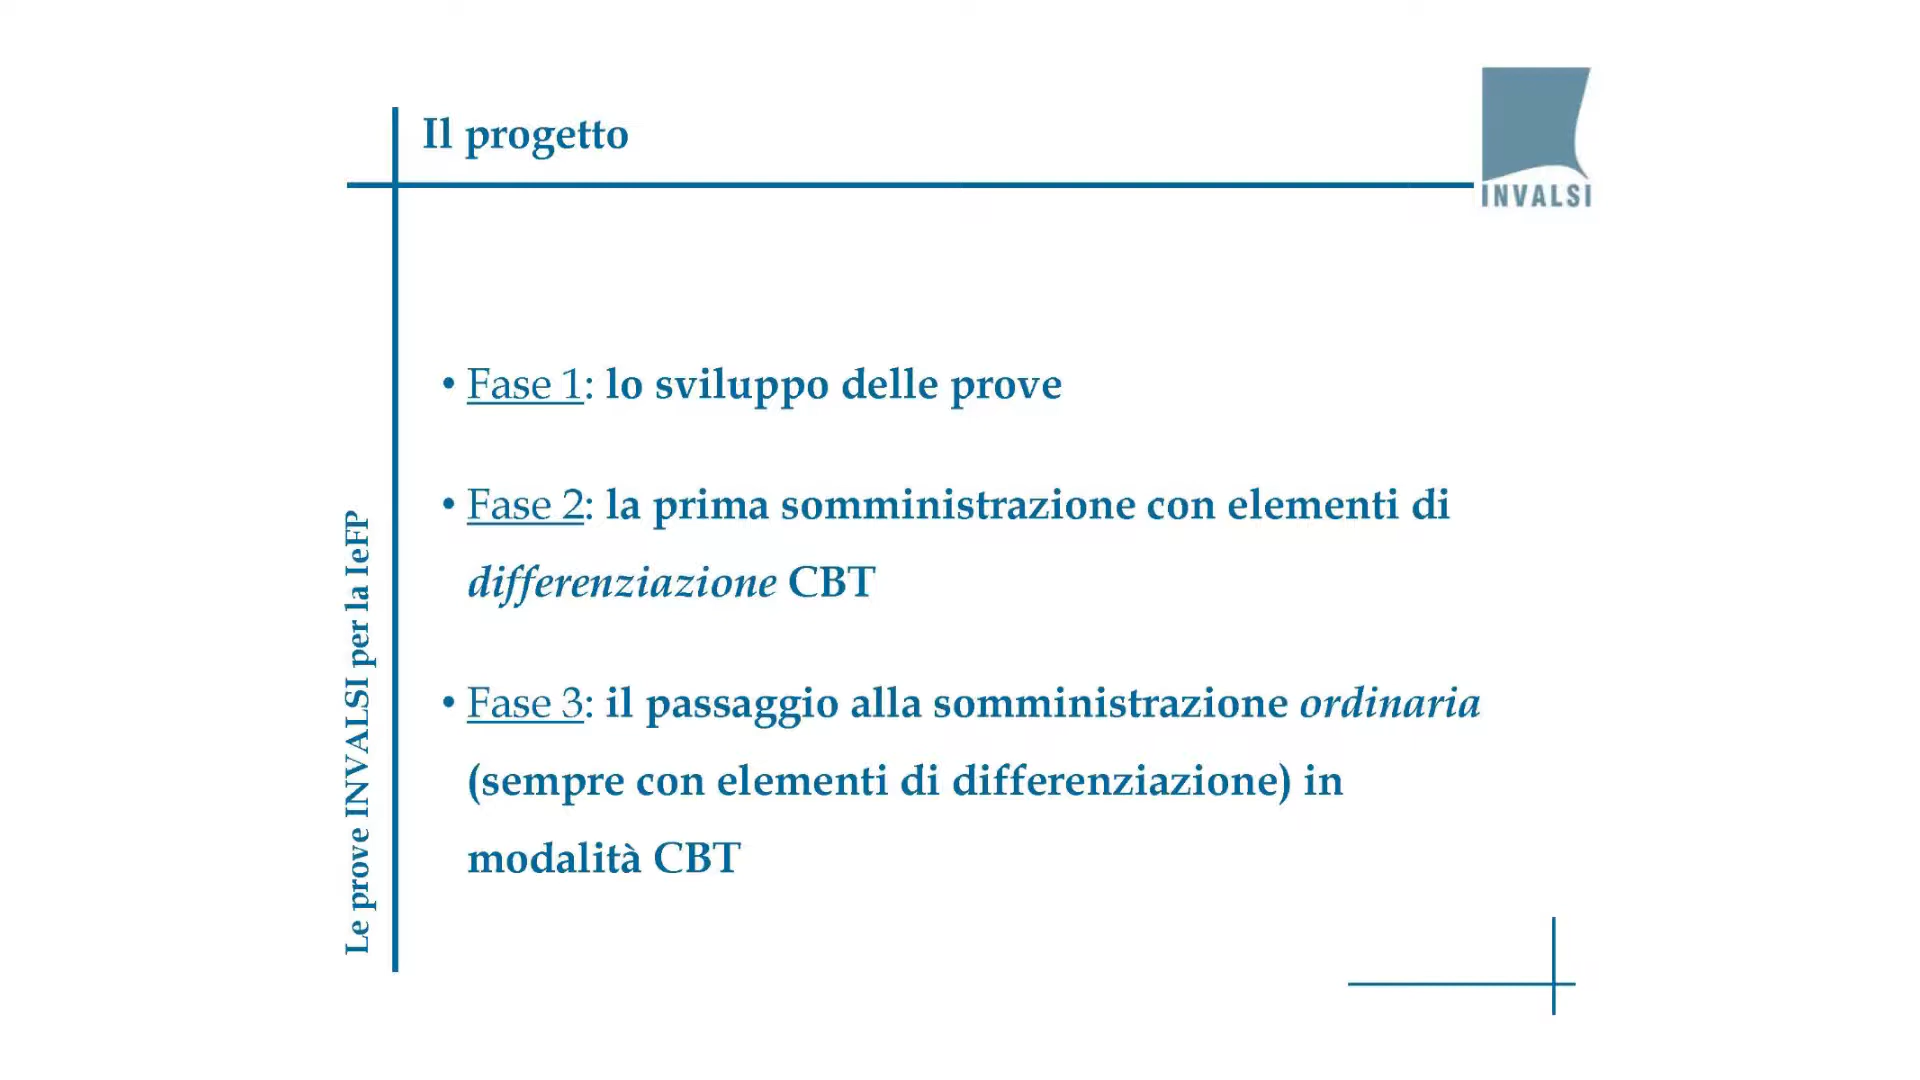 Il progetto
INVALSI
• Fase 1: lo sviluppo delle prove
• Fase 2: la prima somministrazione con elementi di
differenziazione CBT
• Fase 3: il passaggio alla somministrazione ordinaria
(sempre con elementi di differenziazione) in
modalità CBT
Le prove INVALSI per la IeFP